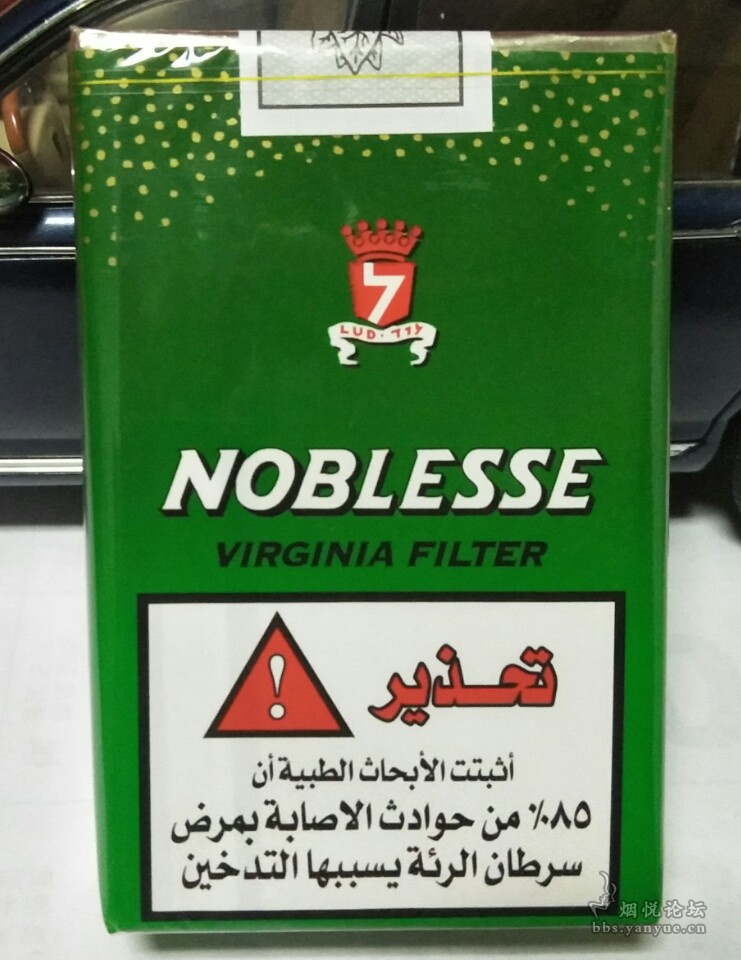 ל
LUD · לוד
NOBLESSE
VIRGINIA FILTER
!
تحذير
أثبتت الأبحاث الطبية أن
٨٥٪ من حوادث الاصابة بمرض
سرطان الرئة يسببها التدخين
烟悦论坛
bbs.yanyue.cn